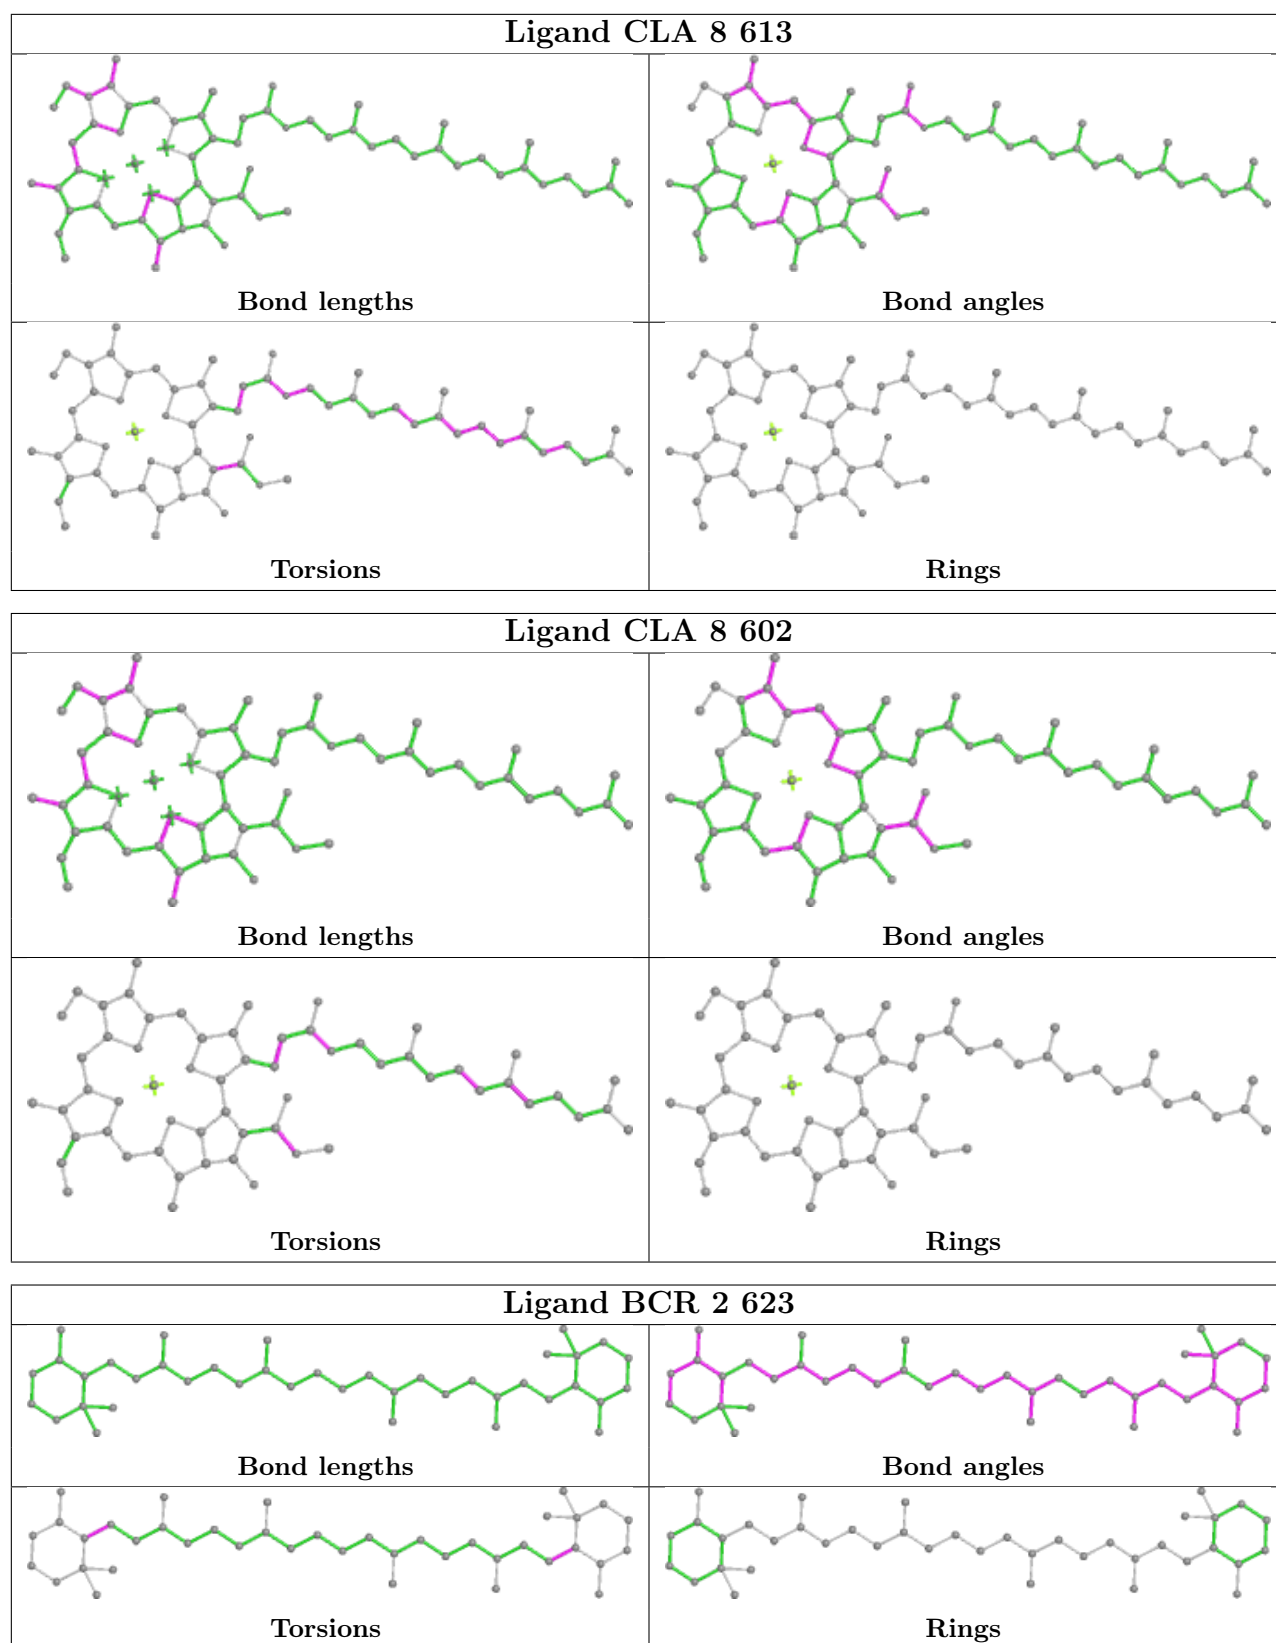 Ligand CLA 8 613
Bond lengths
Bond angles
Torsions
Rings
Ligand CLA 8 602
Bond lengths
Bond angles
Torsions
Rings
Ligand BCR 2 623
Bond lengths
Bond angles
Torsions
Rings